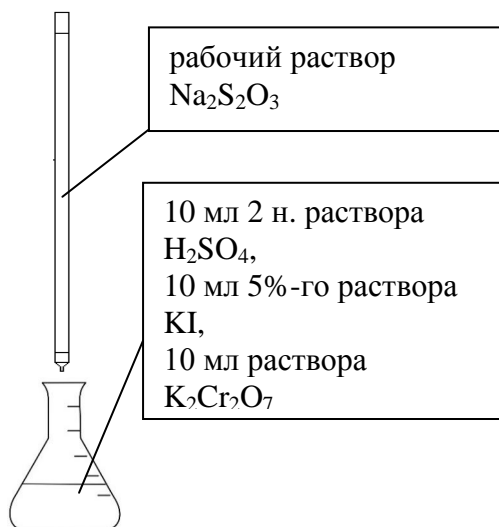 рабочий раствор
Na₂S₂O₃
10 мл 2 н. раствора
H₂SO₄,
10 мл 5%-го раствора
KI,
10 мл раствора
K₂Cr₂O₇